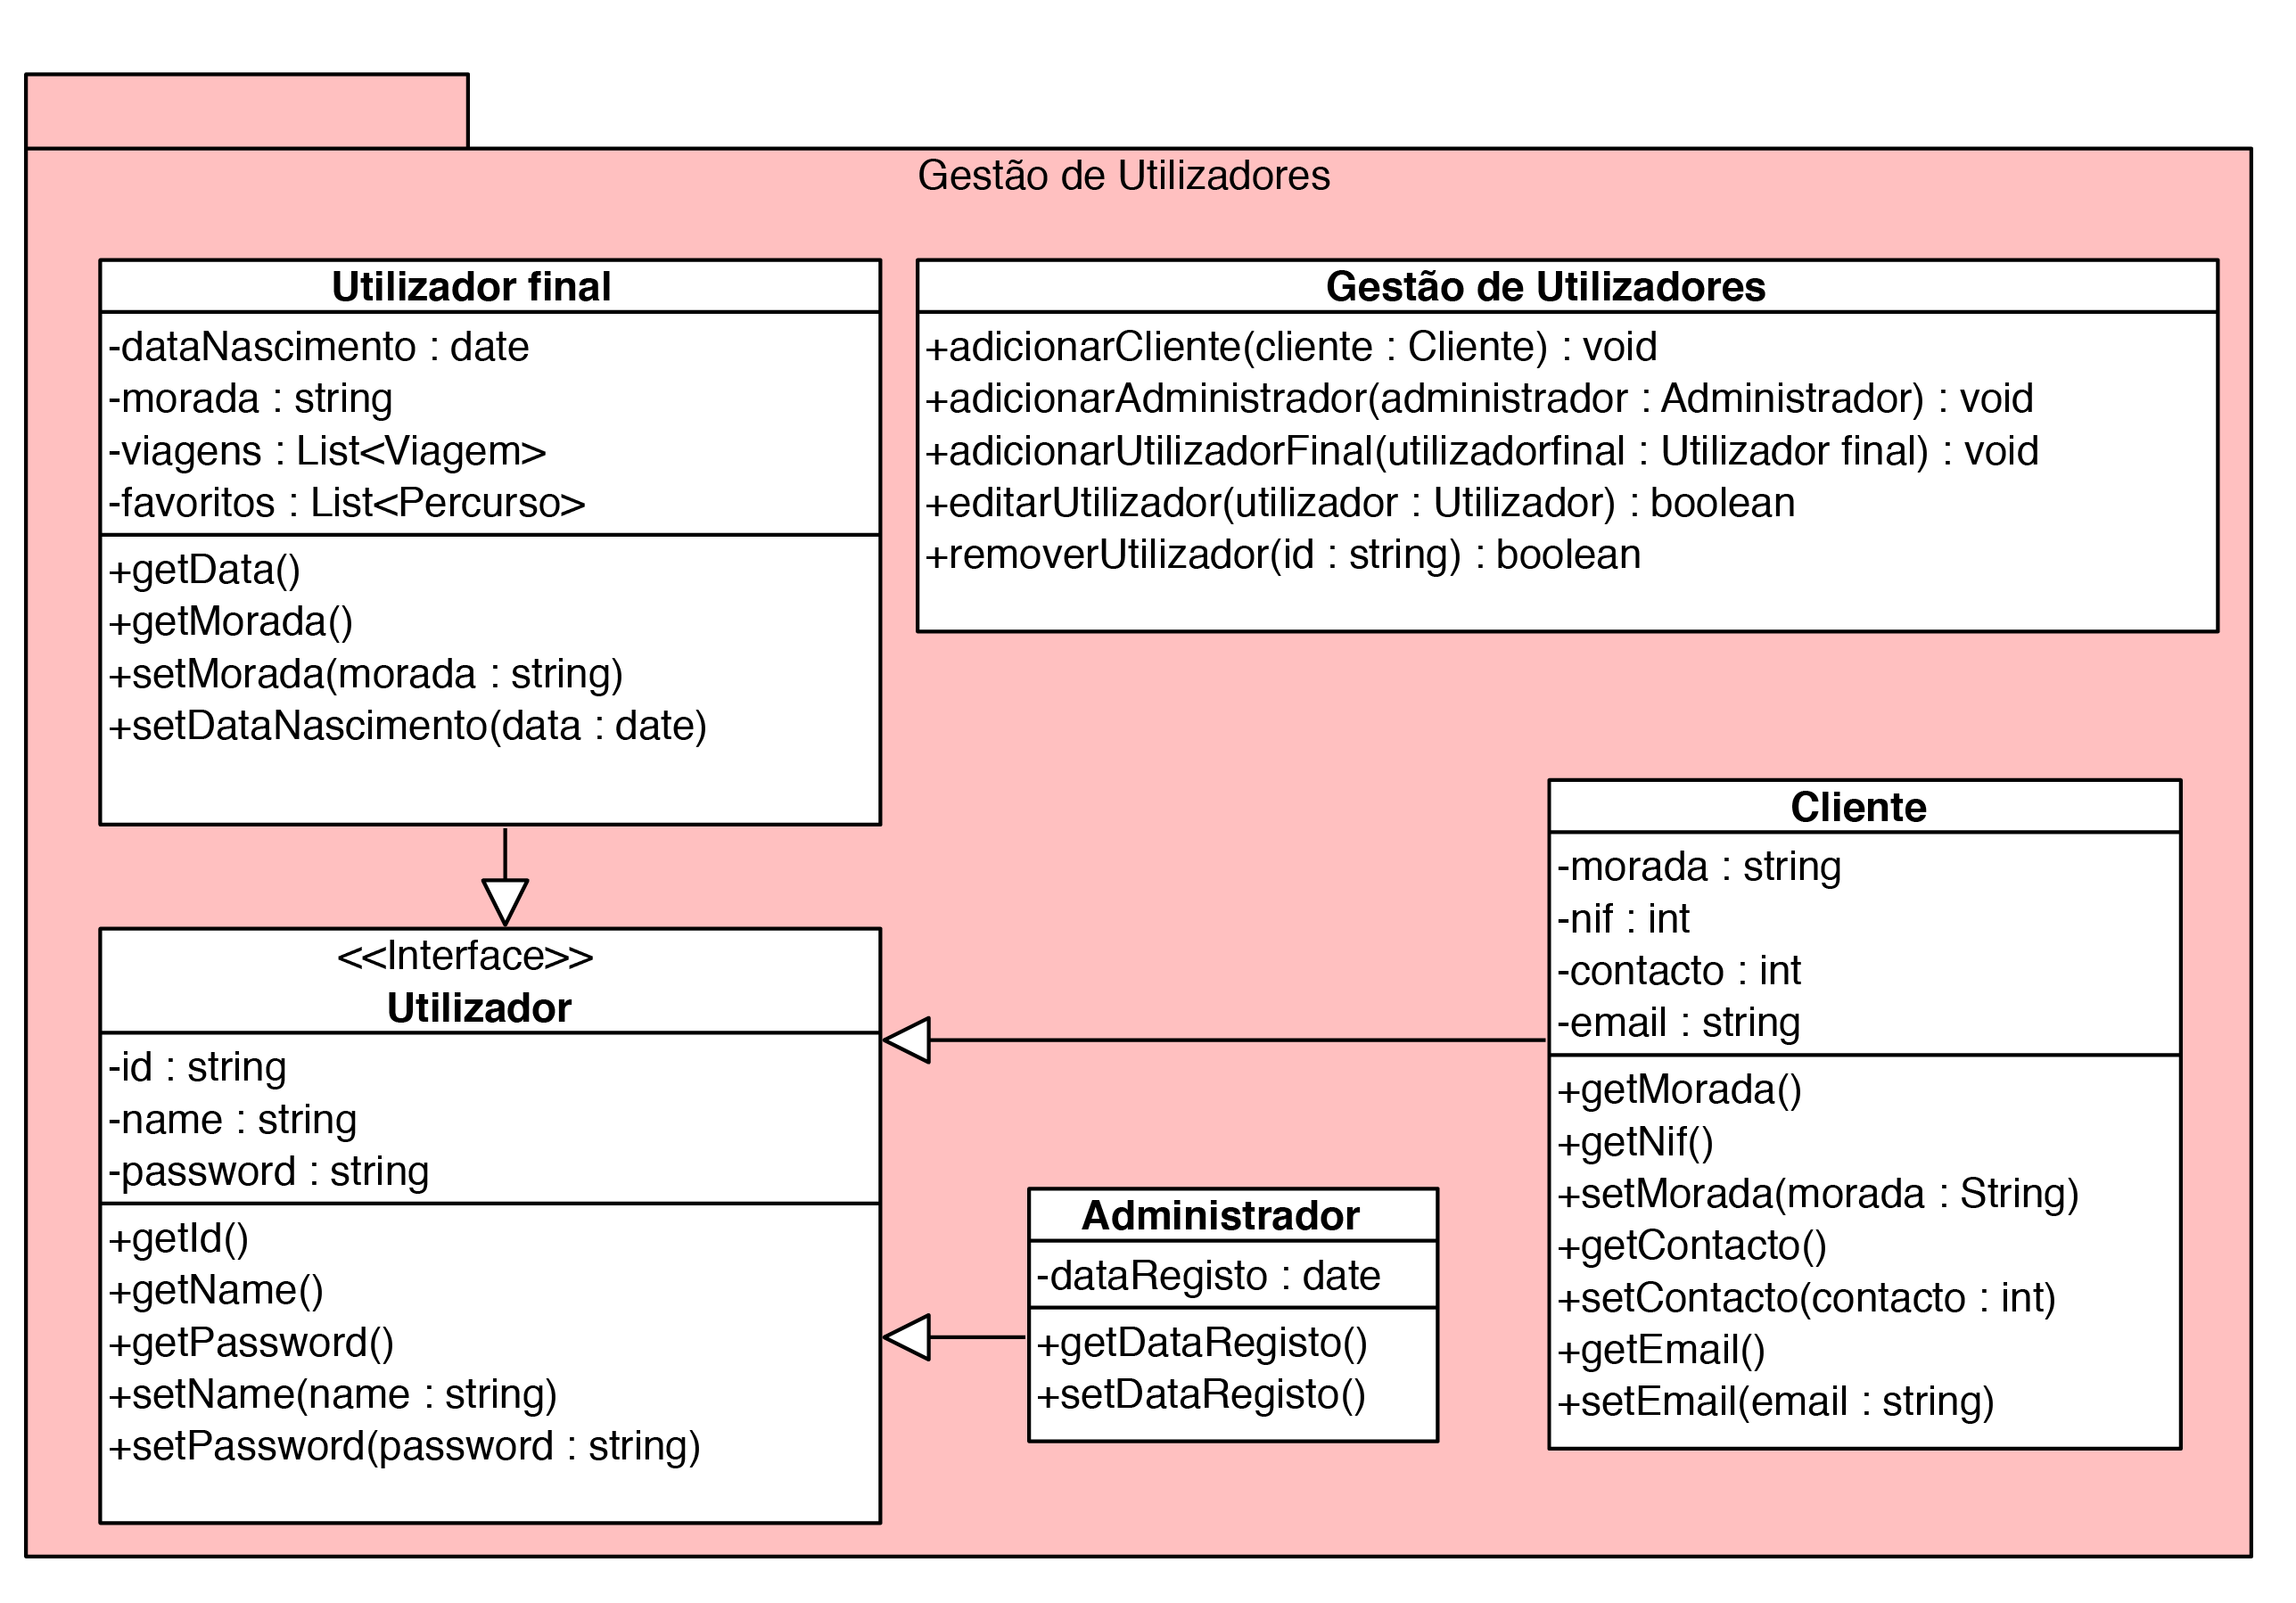 Gestão de Utilizadores
Utilizador final
-dataNascimento : date
-morada : string
-viagens : List<Viagem>
-favoritos : List<Percurso>
+getData()
+getMorada()
+setMorada(morada : string)
+setDataNascimento(data : date)
Gestão de Utilizadores
+adicionarCliente(cliente : Cliente) : void
+adicionarAdministrador(administrador : Administrador) : void
+adicionarUtilizadorFinal(utilizadorfinal : Utilizador final) : void
+editarUtilizador(utilizador : Utilizador) : boolean
+removerUtilizador(id : string) : boolean
<<Interface>>
Utilizador
-id : string
-name : string
-password : string
+getId()
+getName()
+getPassword()
+setName(name : string)
+setPassword(password : string)
Administrador
-dataRegisto : date
+getDataRegisto()
+setDataRegisto()
Cliente
-morada : string
-nif : int
-contacto : int
-email : string
+getMorada()
+getNif()
+setMorada(morada : String)
+getContacto()
+setContacto(contacto : int)
+getEmail()
+setEmail(email : string)